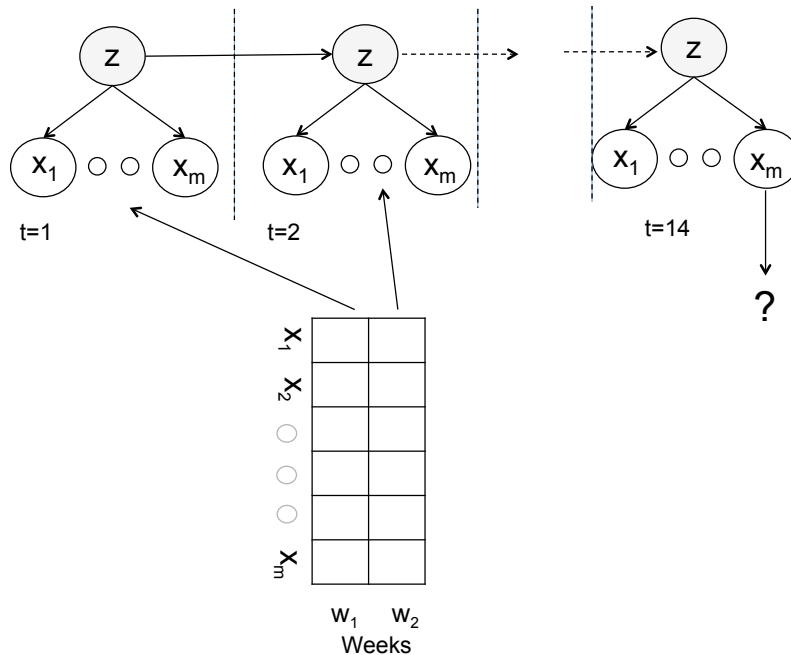 z z z
x₁ xₘ x₁ xₘ x₁ xₘ
t=1 t=2 t=14
?
x₁
x₂
xₘ
w₁ w₂
Weeks